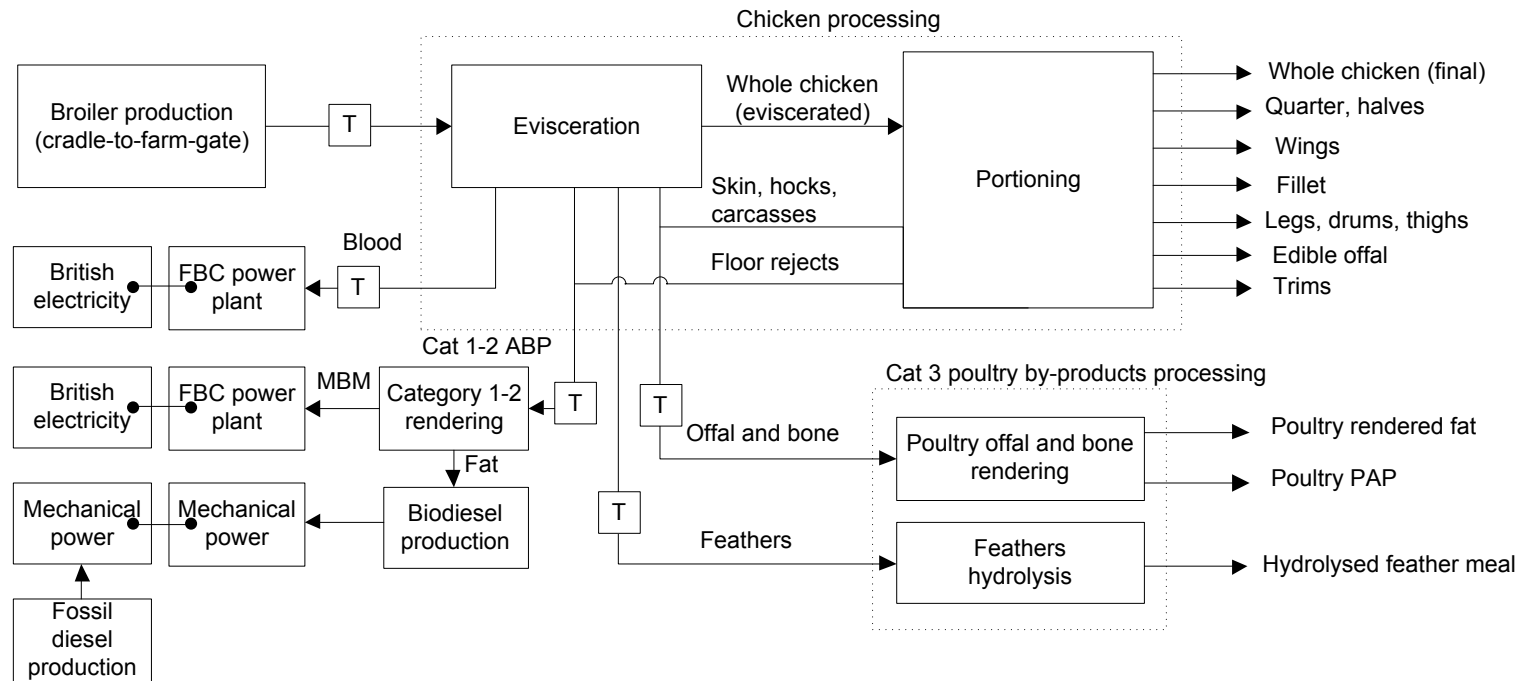 Chicken processing
Broiler production
(cradle-to-farm-gate)
T
Evisceration
Whole chicken
(eviscerated)
Portioning
Whole chicken (final)
Quarter, halves
Wings
Fillet
Legs, drums, thighs
Edible offal
Trims
Skin, hocks,
carcasses
Floor rejects
Blood
T
FBC power
plant
British
electricity
Cat 1-2 ABP
T
Category 1-2
rendering
MBM
FBC power
plant
British
electricity
Fat
Biodiesel
production
Mechanical
power
Mechanical
power
Fossil
diesel
production
Cat 3 poultry by-products processing
T
Offal and bone
Poultry offal and bone
rendering
Poultry rendered fat
Poultry PAP
T
Feathers
Feathers
hydrolysis
Hydrolysed feather meal